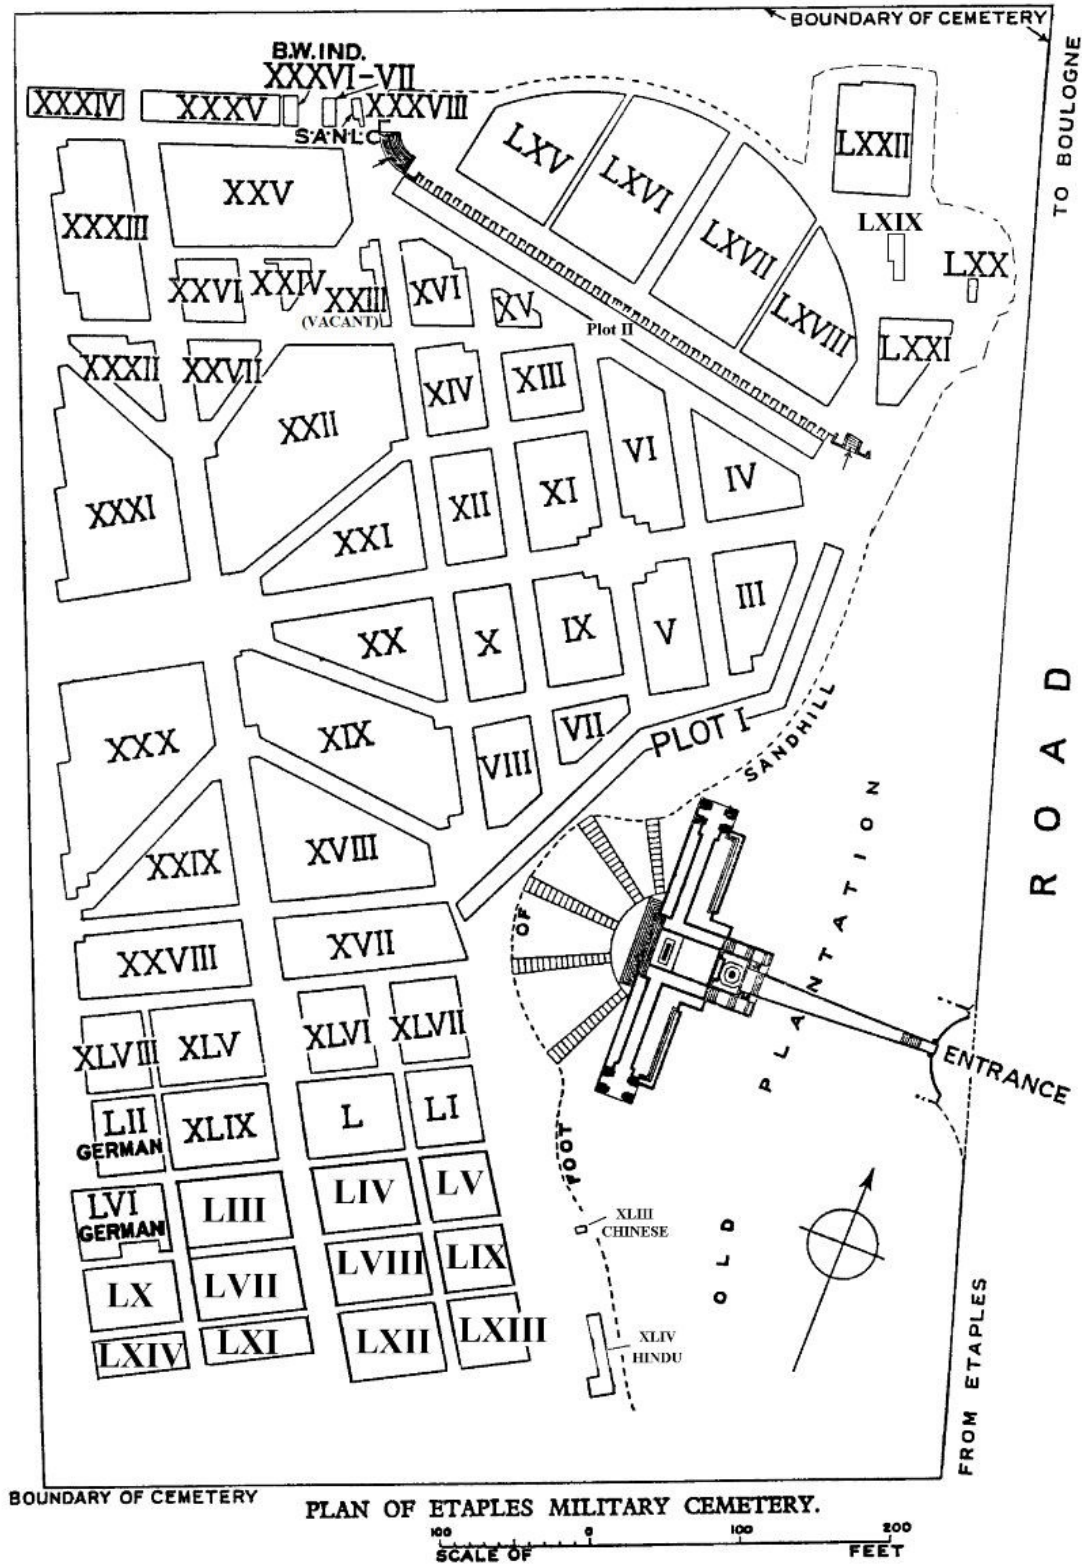 BOUNDARY OF CEMETERY
TO BOULOGNE
B.W.IND.
XXXVI-VII
XXXIV
XXXV
XXXVIII
S.A.N.L.C.
LXV
LXVI
LXXII
XXV
XXXIII
LXVII
LXIX
LXX
XXVI
XXIV
XXIII
(VACANT)
XVI
XV
Plot II
LXVIII
LXXI
XXXII
XXVII
XIV
XIII
XXII
VI
IV
XXXI
XII
XI
XXI
III
XX
X
IX
V
XXX
XIX
VIII
VII
PLOT I
SANDHILL
ROAD
XXIX
XVIII
OF
PLANTATION
XXVIII
XVII
XLVIII
XLV
XLVI
XLVII
ENTRANCE
LII
GERMAN
XLIX
L
LI
FOOT
LVI
GERMAN
LIII
LIV
LV
XLIII
CHINESE
OLD
LX
LVII
LVIII
LIX
LXIV
LXI
LXII
LXIII
XLIV
HINDU
FROM ETAPLES
BOUNDARY OF CEMETERY
PLAN OF ETAPLES MILITARY CEMETERY.
100 0 100 200
SCALE OF FEET